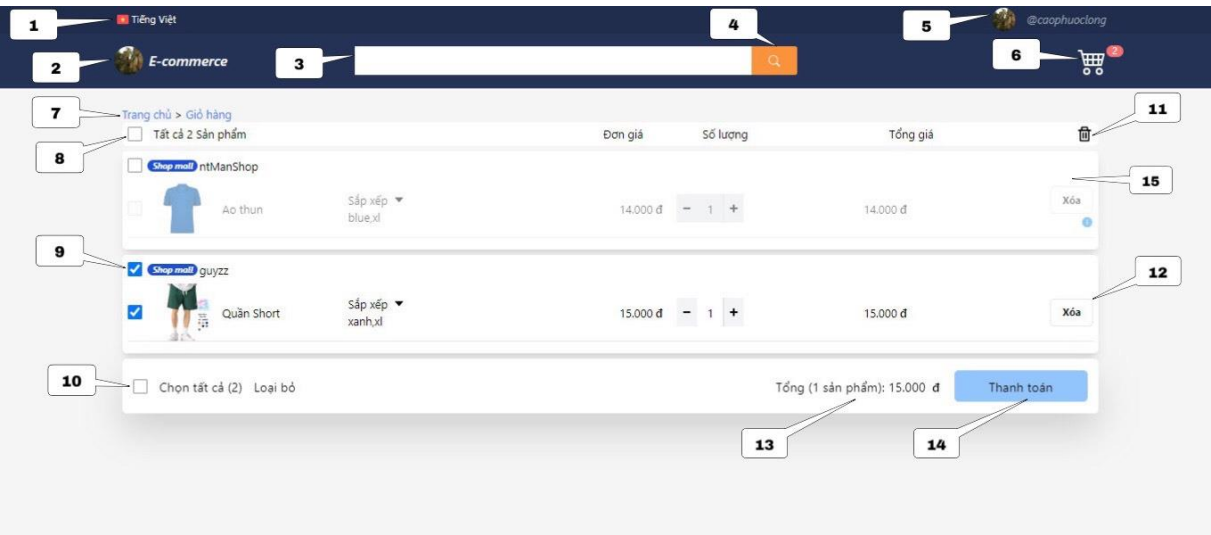 1 Tiếng Việt 4 5 @caophuoclong
2 E-commerce 3 6 2
7 Trang chủ > Giỏ hàng 11
8 Tất cả 2 Sản phẩm Đơn giá Số lượng Tổng giá
Shop mall ntManShop 15
Ao thun Sắp xếp 14.000 đ - 1 + 14.000 đ Xóa
blue,xl
9 Shop mall guyzz 12
Quần Short Sắp xếp 15.000 đ - 1 + 15.000 đ Xóa
xanh,xl
10 Chọn tất cả (2) Loại bỏ Tổng (1 sản phẩm): 15.000 đ Thanh toán
13 14